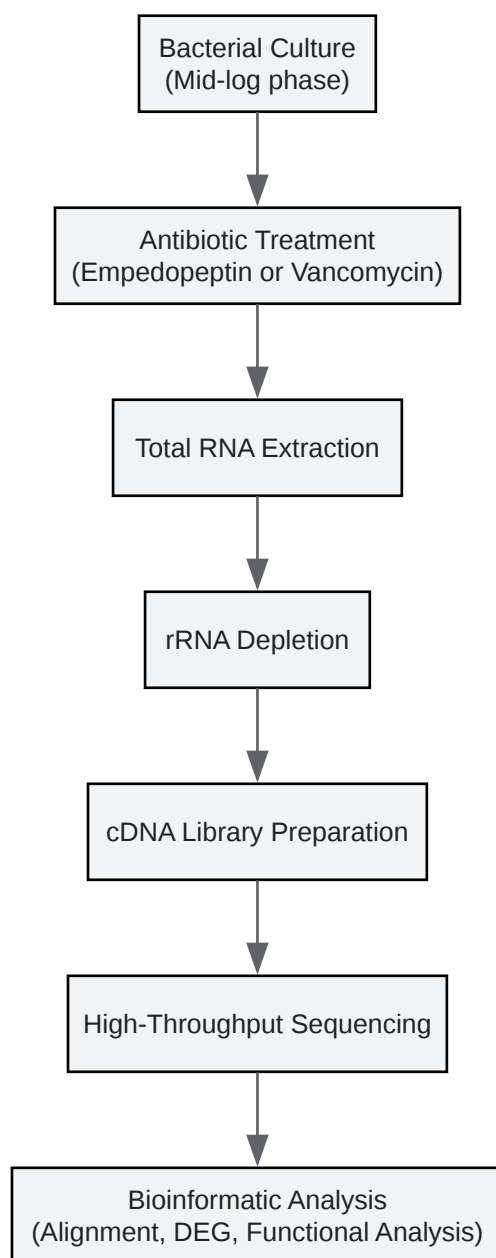 Bacterial Culture
(Mid-log phase)
Antibiotic Treatment
(Empedopeptin or Vancomycin)
Total RNA Extraction
rRNA Depletion
cDNA Library Preparation
High-Throughput Sequencing
Bioinformatic Analysis
(Alignment, DEG, Functional Analysis)